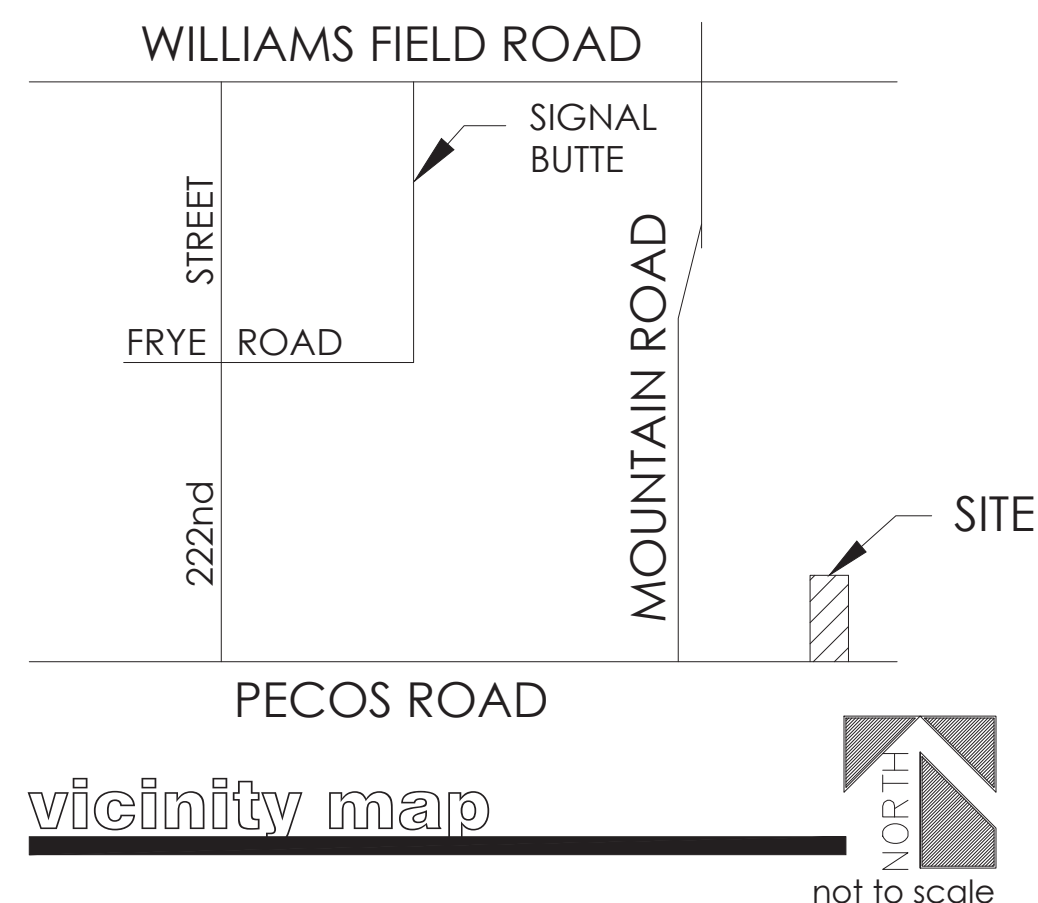 WILLIAMS FIELD ROAD
SIGNAL
BUTTE
STREET
FRYE ROAD
MOUNTAIN ROAD
222nd
SITE
PECOS ROAD
vicinity map
NORTH
not to scale